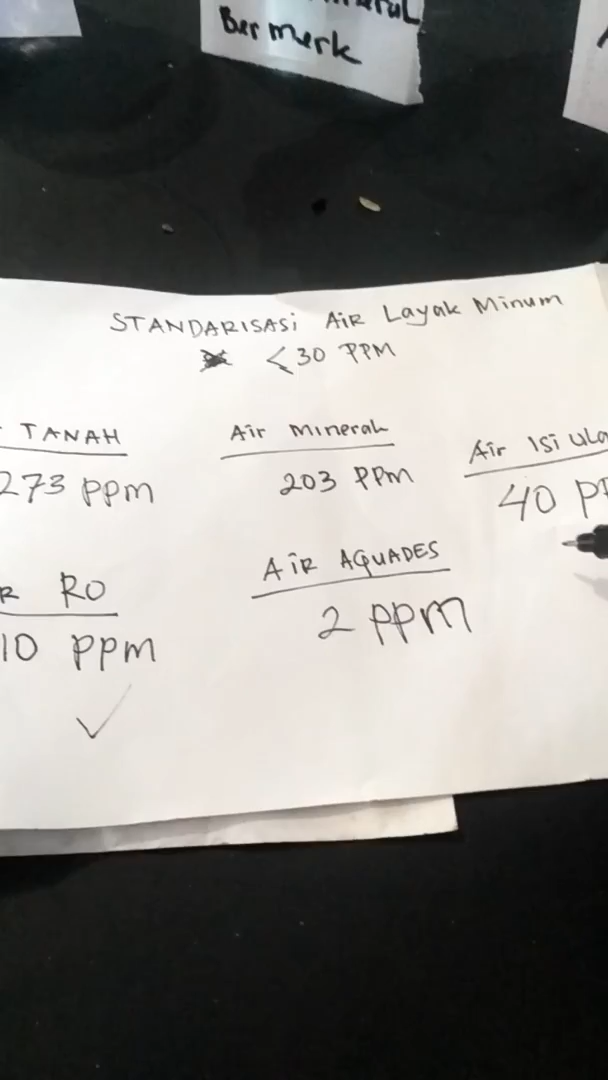 Ber merk
STANDARISASi AiR Layak Minum
<30 PPM
TANAH
273 PPm
Air Minerah
203 PPm
Air Isi
40
RO
10 PPm
AiR AQUADES
2 PPm